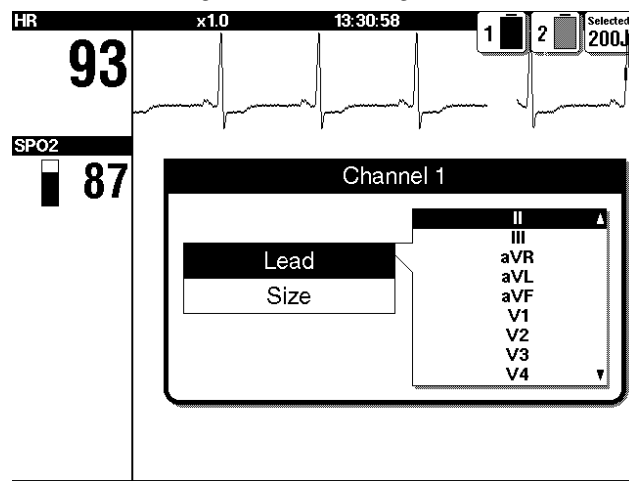 HR x1.0 13:30:58
1 2 Selected
200J
93
SPO2
87
Channel 1
Lead
Size
II
III
aVR
aVL
aVF
V1
V2
V3
V4